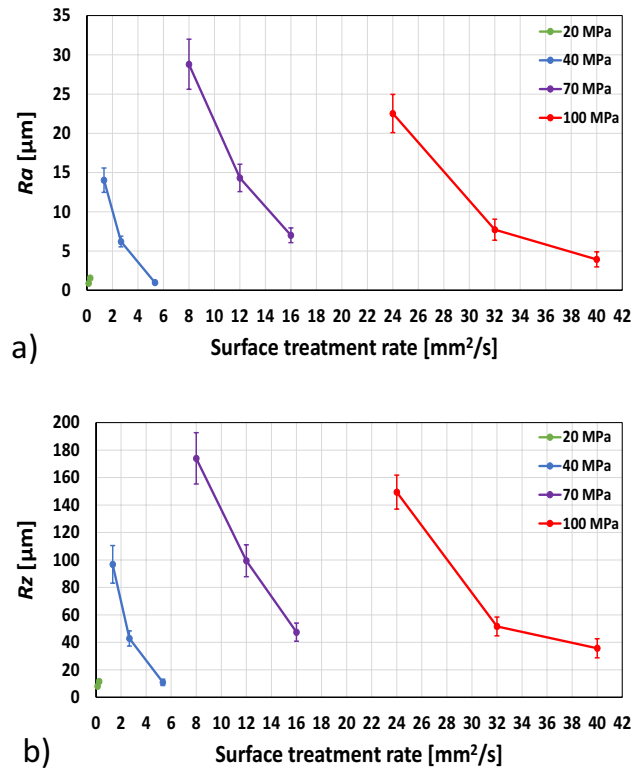 35
30
25
20
15
10
5
0
Ra [µm]
20 MPa
40 MPa
70 MPa
100 MPa
0 2 4 6 8 10 12 14 16 18 20 22 24 26 28 30 32 34 36 38 40 42
a)
Surface treatment rate [mm²/s]
200
180
160
140
120
100
80
60
40
20
0
Rz [µm]
20 MPa
40 MPa
70 MPa
100 MPa
0 2 4 6 8 10 12 14 16 18 20 22 24 26 28 30 32 34 36 38 40 42
b)
Surface treatment rate [mm²/s]